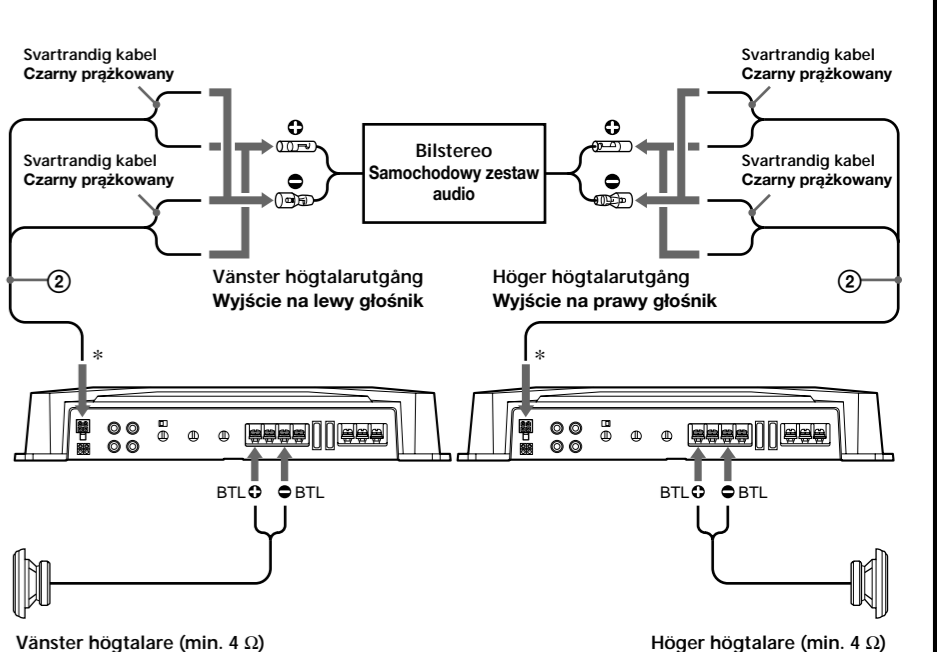 Svartrandig kabel
Czarny prążkowany
Svartrandig kabel
Czarny prążkowany
Svartrandig kabel
Czarny prążkowany
Svartrandig kabel
Czarny prążkowany
Bilstereo
Samochodowy zestaw
audio
Vänster högtalarutgång
Wyjście na lewy głośnik
Höger högtalarutgång
Wyjście na prawy głośnik
②
②
*
*
BTL ⊕ ⊖ BTL
BTL ⊕ ⊖ BTL
Vänster högtalare (min. 4 Ω)
Höger högtalare (min. 4 Ω)